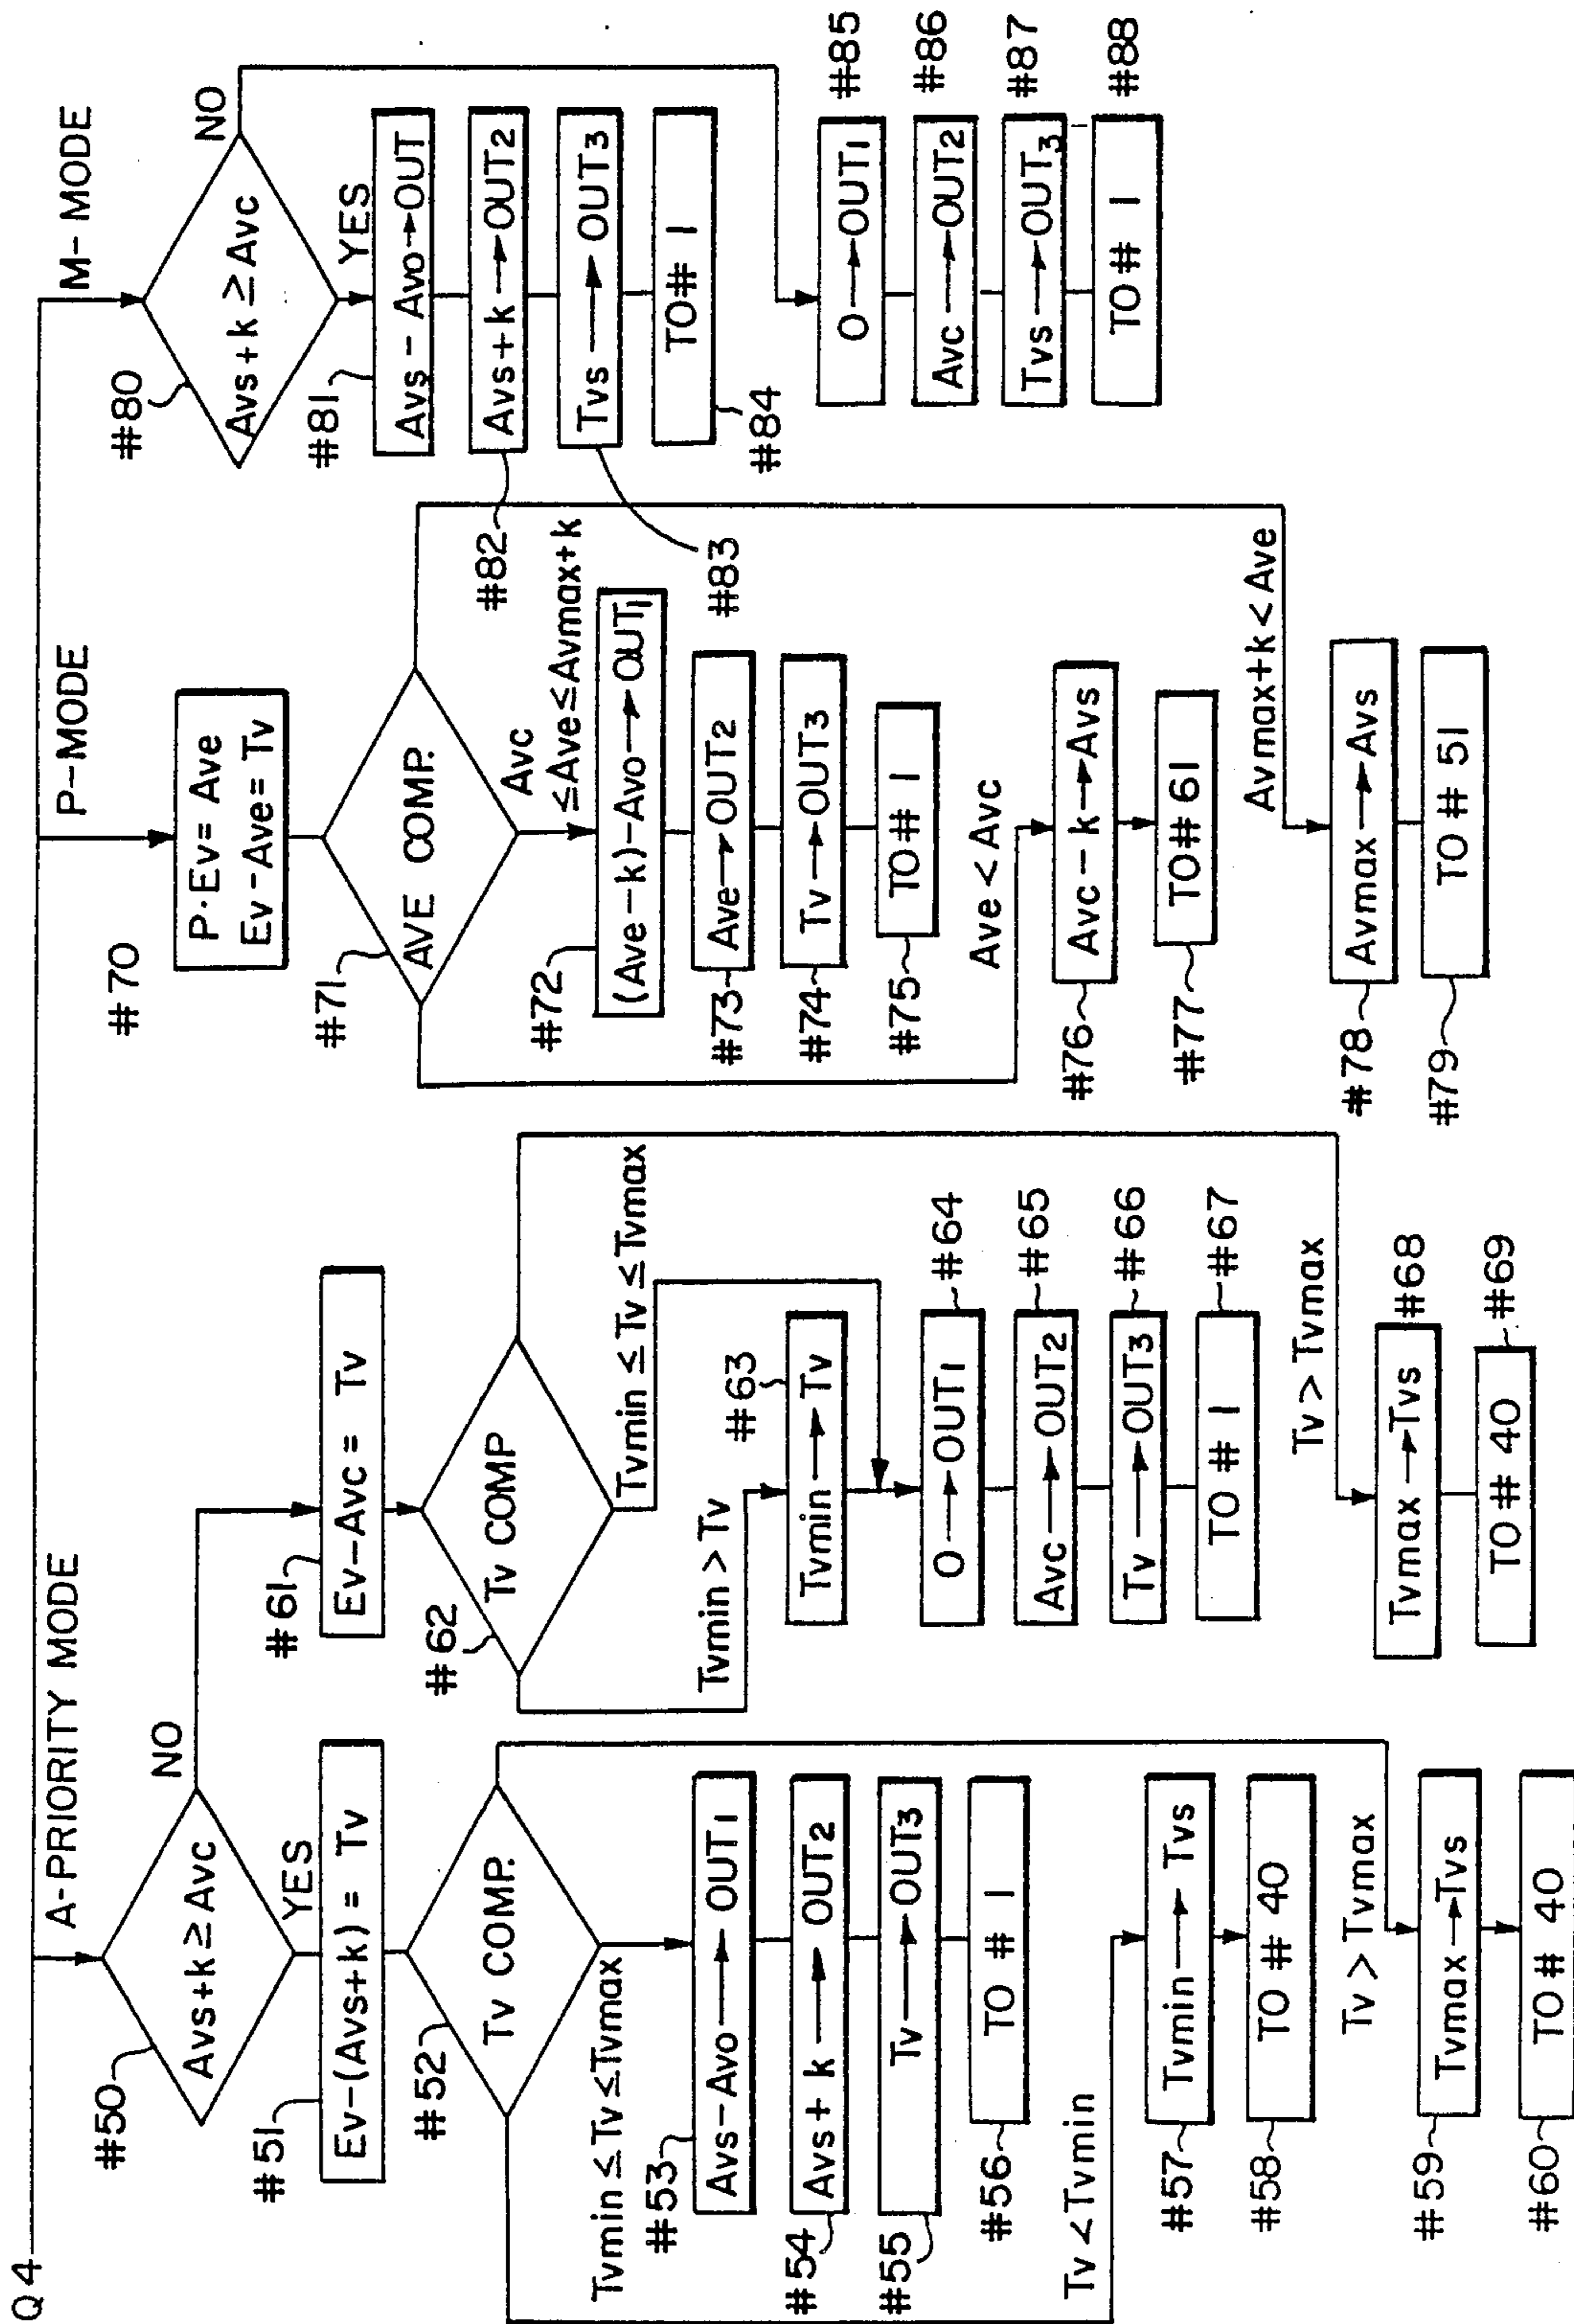 Q4
A-PRIORITY MODE
#50
Avs+k ≥ Avc
NO
YES
#51
Ev-(Avs+k) = Tv
#52
Tv COMP.
Tvmin ≤ Tv ≤ Tvmax
#53
Avs-Avo → OUT1
#54
Avs+k → OUT2
#55
Tv → OUT3
#56
TO # 1
Tv < Tvmin
#57
Tvmin → Tvs
#58
TO # 40
Tv > Tvmax
#59
Tvmax → Tvs
#60
TO # 40
#61
Ev-Avc = Tv
#62
Tv COMP
Tvmin > Tv
Tvmin ≤ Tv ≤ Tvmax
#63
Tvmin → Tv
O → OUT1
#64
Avc → OUT2
#65
Tv → OUT3
#66
TO # 1
#67
Tv > Tvmax
Tvmax → Tvs
#68
TO # 40
#69
P-MODE
#70
P·Ev = Ave
Ev-Ave = Tv
#71
AVE COMP.
Avc
≤ Ave ≤ Avmax+k
#72
(Ave-k)-Avo → OUT1
#73
Ave → OUT2
#74
Tv → OUT3
#75
TO # 1
Ave < Avc
#76
Avc-k → Avs
#77
TO # 61
Avmax+k < Ave
#78
Avmax → Avs
#79
TO # 51
M-MODE
#80
Avs+k ≥ Avc
NO
#81
YES
Avs-Avo → OUT
#82
Avs+k → OUT2
#83
Tvs → OUT3
TO # 1
#84
O → OUT1
#85
Avc → OUT2
#86
Tvs → OUT3
#87
TO # 1
#88